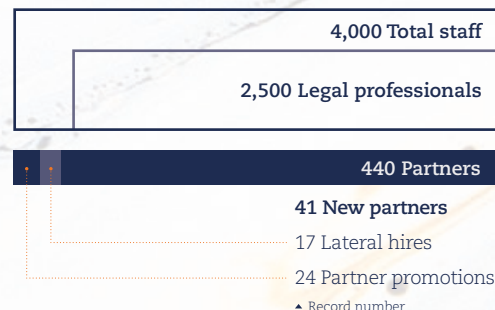 4,000 Total staff
2,500 Legal professionals
440 Partners
41 New partners
17 Lateral hires
24 Partner promotions
▲ Record number